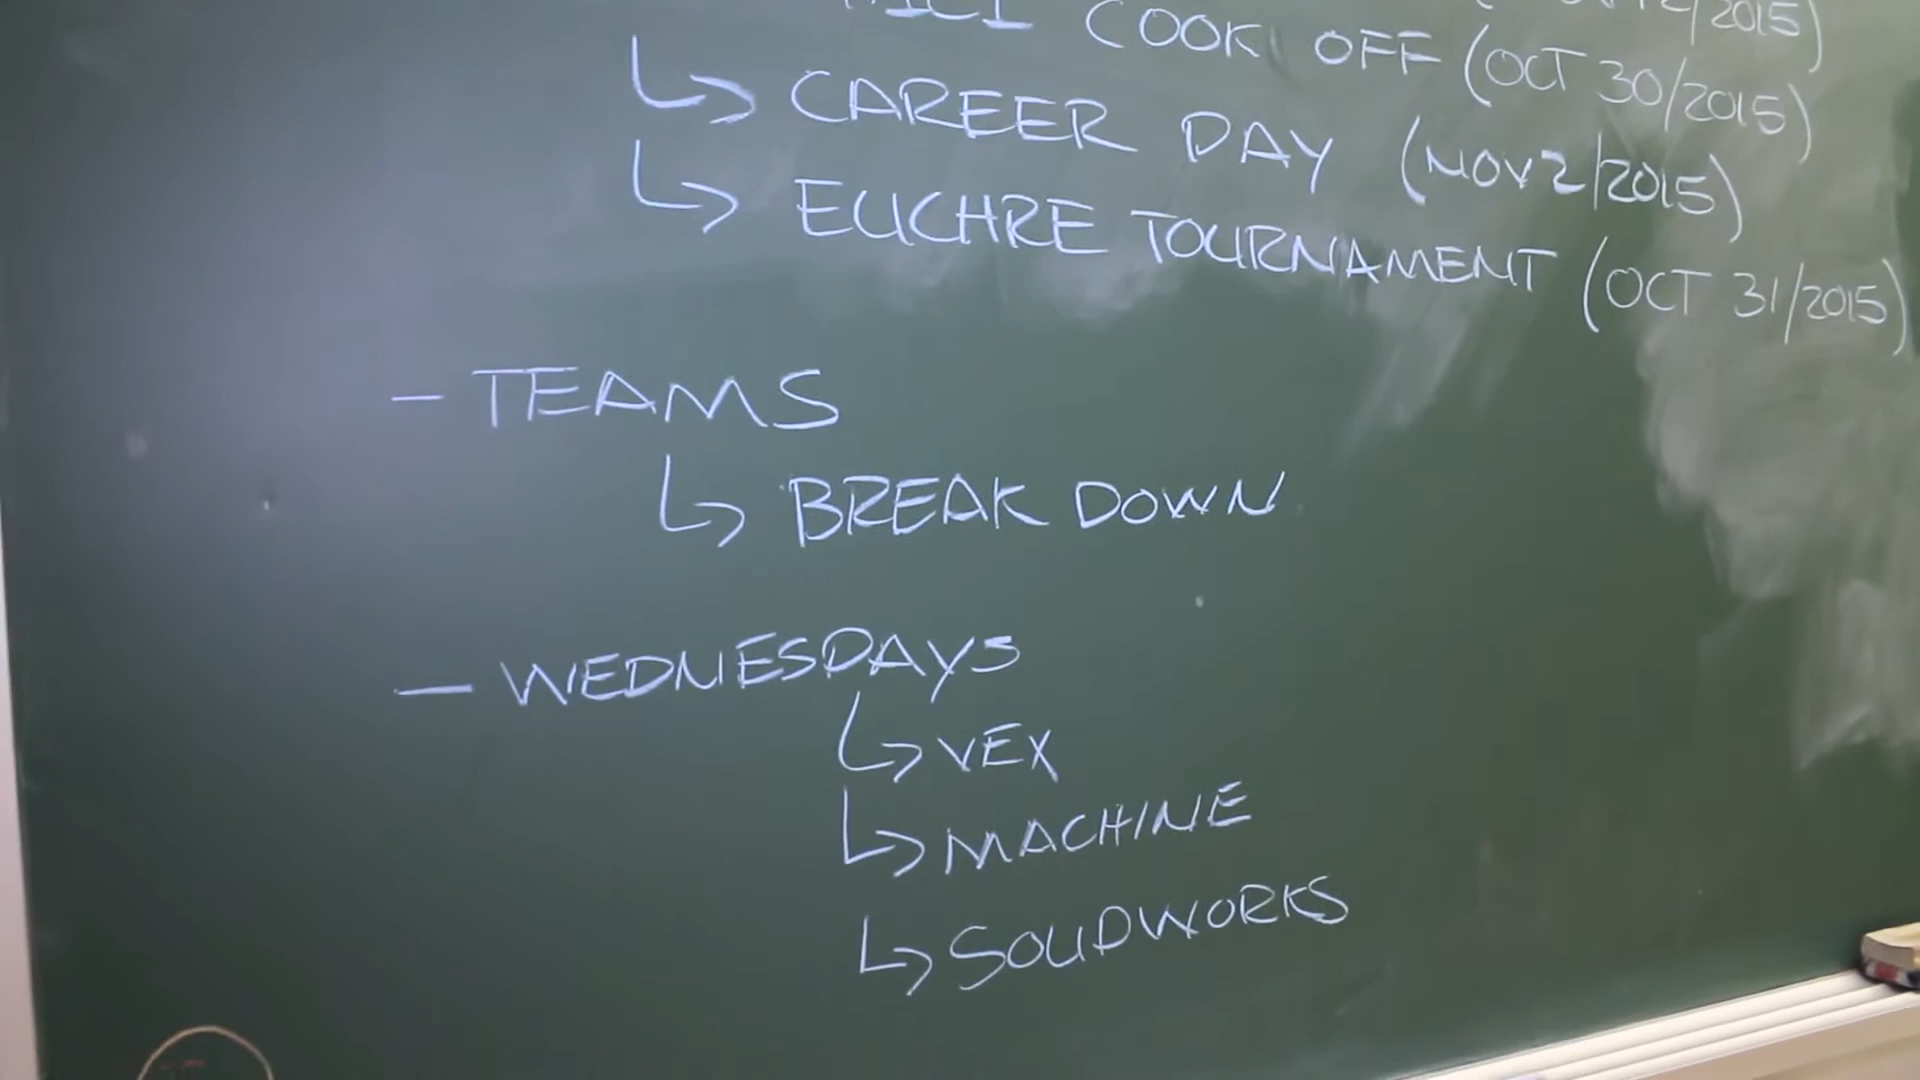 COOK OFF (OCT 30/2015)
↳ CAREER DAY (NOV 2/2015)
↳ EUCHRE TOURNAMENT (OCT 31/2015)
- TEAMS
↳ BREAK DOWN
- WEDNESDAYS
↳ VEX
↳ MACHINE
↳ SOLIDWORKS